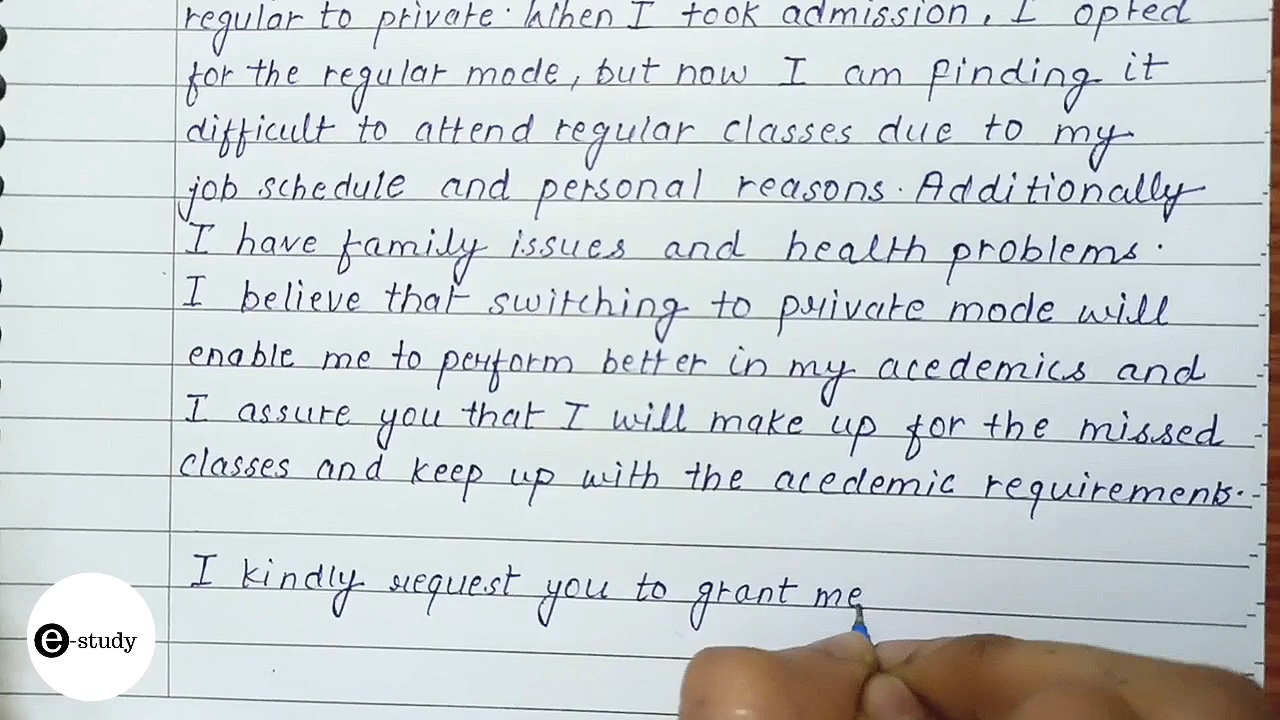 regular to private. When I took admission, I opted
for the regular mode, but now I am finding it
difficult to attend regular classes due to my
job schedule and personal reasons. Additionally
I have family issues and health problems.
I believe that switching to private mode will
enable me to perform better in my acedemics and
I assure you that I will make up for the missed
classes and keep up with the acedemic requirements.
I kindly request you to grant me
e-study